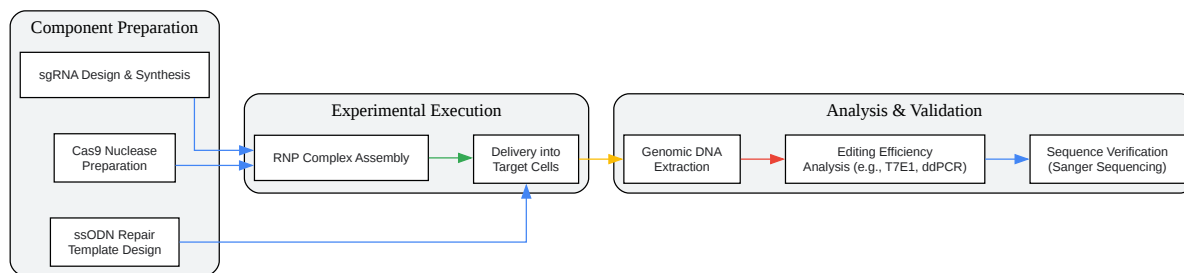 Component Preparation
sgRNA Design & Synthesis
Cas9 Nuclease
Preparation
ssODN Repair
Template Design
Experimental Execution
RNP Complex Assembly
Delivery into
Target Cells
Analysis & Validation
Genomic DNA
Extraction
Editing Efficiency
Analysis (e.g., T7E1, ddPCR)
Sequence Verification
(Sanger Sequencing)